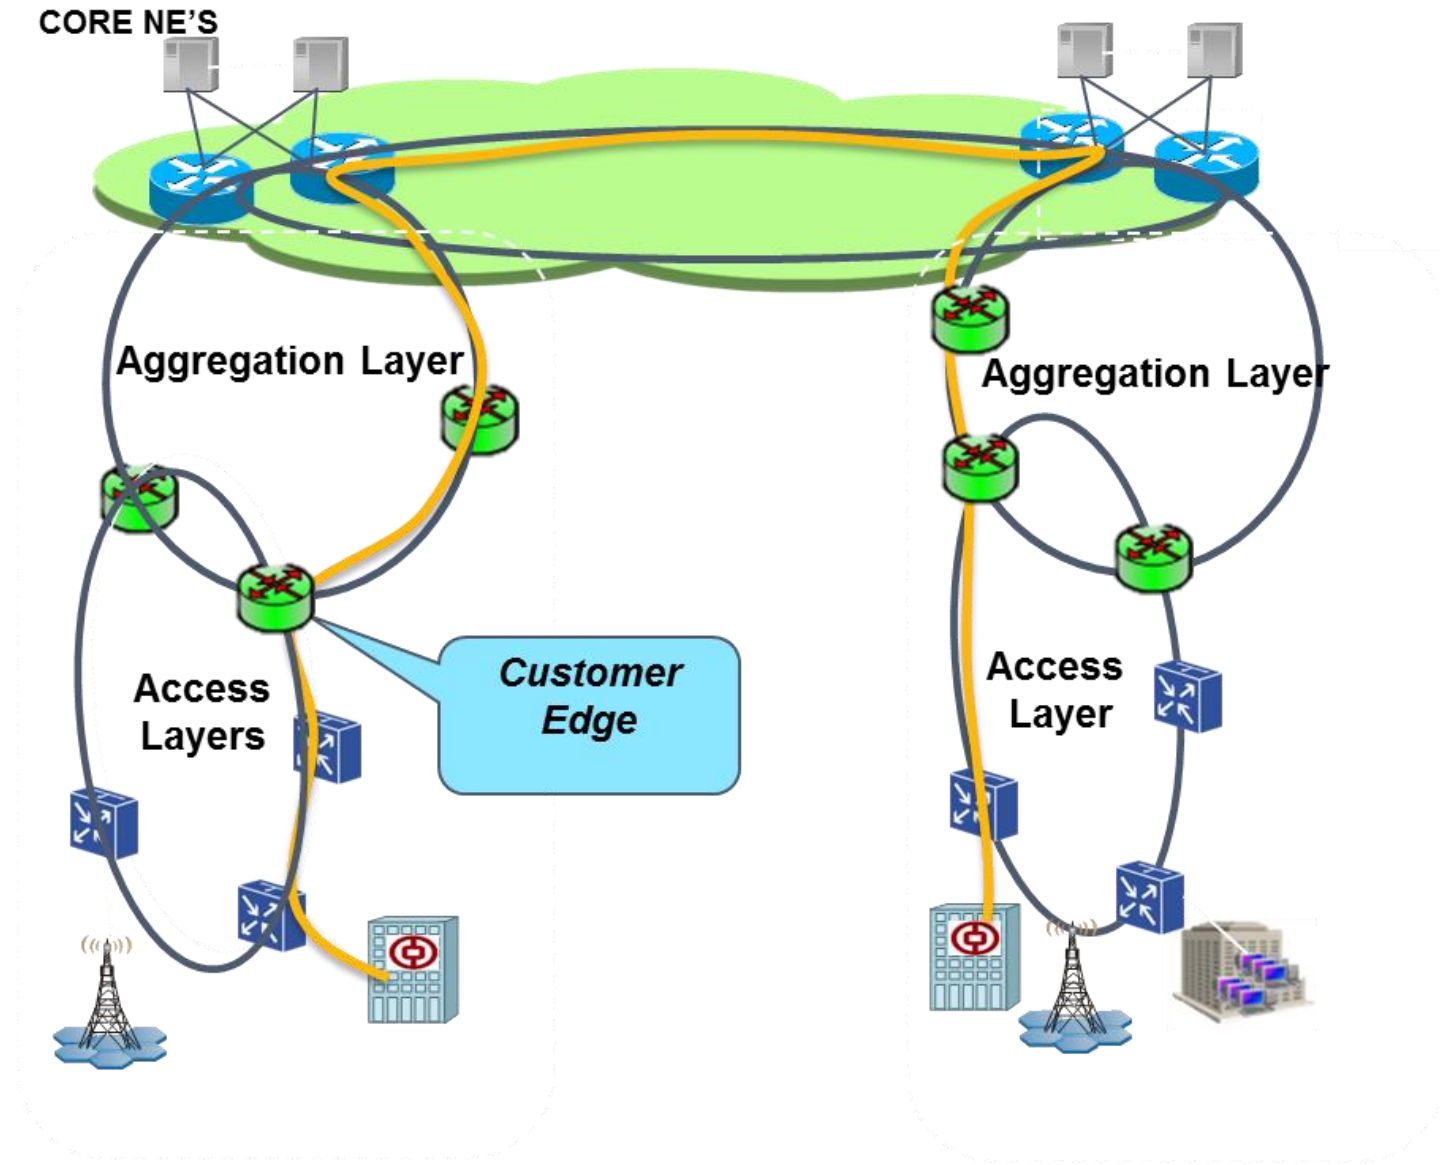 CORE NE’S
Aggregation Layer
Aggregation Layer
Access
Layers
Customer
Edge
Access
Layer